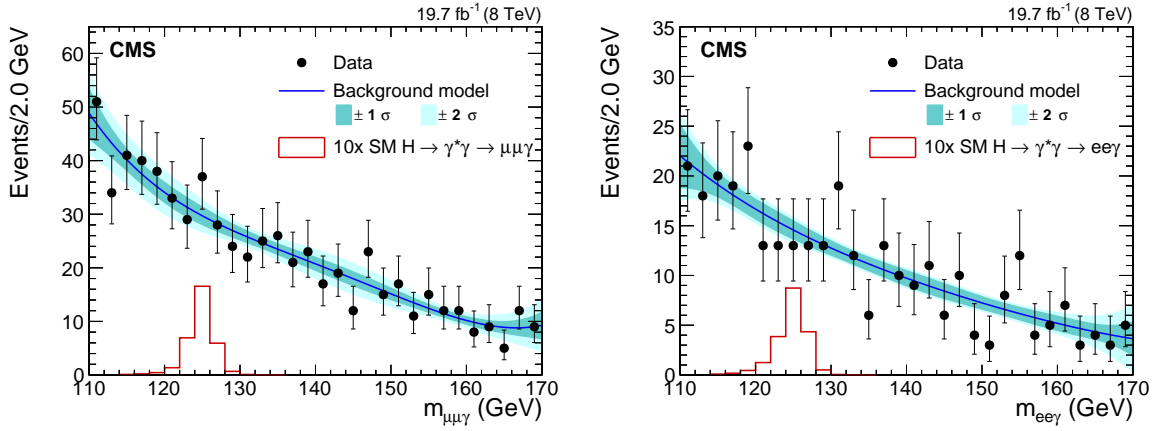 19.7 fb⁻¹ (8 TeV)
CMS
Data
Background model
± 1 σ ± 2 σ
10x SM H → γ*γ → μμγ
Events/2.0 GeV
60
50
40
30
20
10
0
110 120 130 140 150 160 170
m_μμγ (GeV)
19.7 fb⁻¹ (8 TeV)
CMS
Data
Background model
± 1 σ ± 2 σ
10x SM H → γ*γ → eeγ
Events/2.0 GeV
35
30
25
20
15
10
5
0
110 120 130 140 150 160 170
m_eeγ (GeV)